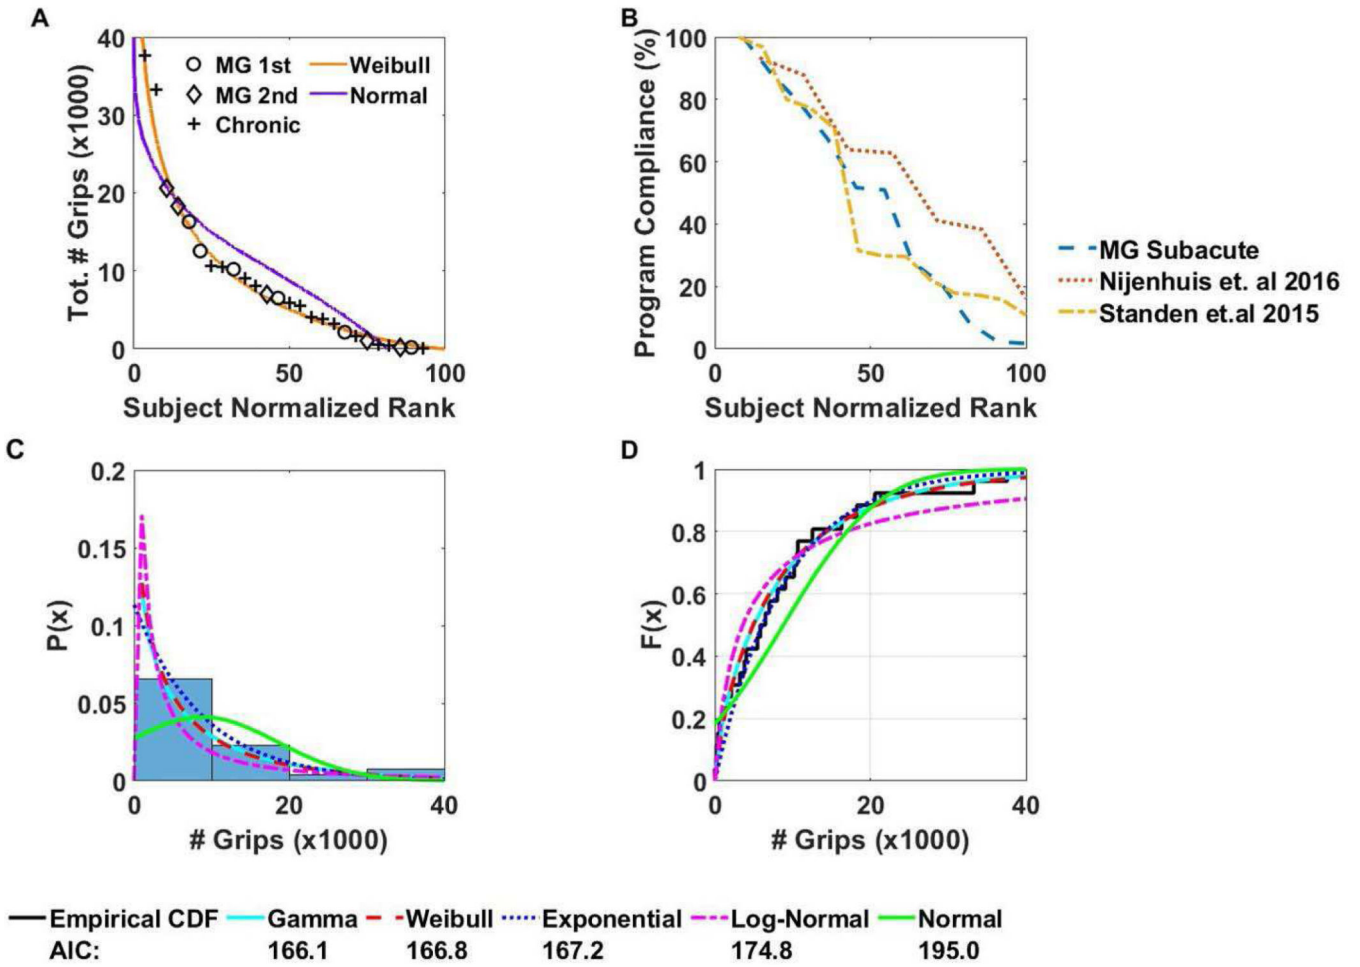 A
40
30
20
10
0
Tot. # Grips (x1000)
MG 1st
MG 2nd
Chronic
Weibull
Normal
0 50 100
Subject Normalized Rank
B
100
80
60
40
20
0
Program Compliance (%)
0 50 100
Subject Normalized Rank
MG Subacute
Nijenhuis et. al 2016
Standen et.al 2015
C
0.2
0.15
0.1
0.05
0
P(x)
0 20 40
# Grips (x1000)
D
1
0.8
0.6
0.4
0.2
0
F(x)
0 20 40
# Grips (x1000)
Empirical CDF Gamma Weibull Exponential Log-Normal Normal
AIC: 166.1 166.8 167.2 174.8 195.0